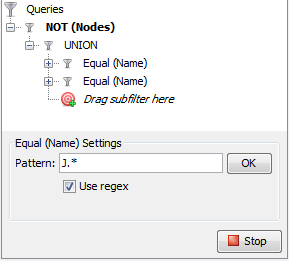 Queries
NOT (Nodes)
UNION
Equal (Name)
Equal (Name)
Drag subfilter here
Equal (Name) Settings
Pattern: J.* OK
Use regex
Stop